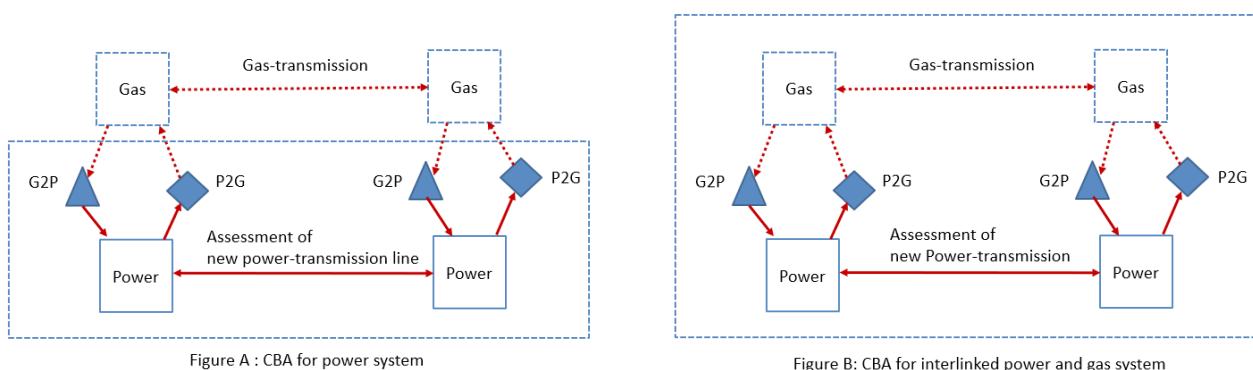 Gas-transmission
Gas
Gas
G2P
P2G
G2P
P2G
Assessment of
new power-transmission line
Power
Power
Figure A : CBA for power system
Gas-transmission
Gas
Gas
G2P
P2G
G2P
P2G
Assessment of
new Power-transmission
Power
Power
Figure B: CBA for interlinked power and gas system